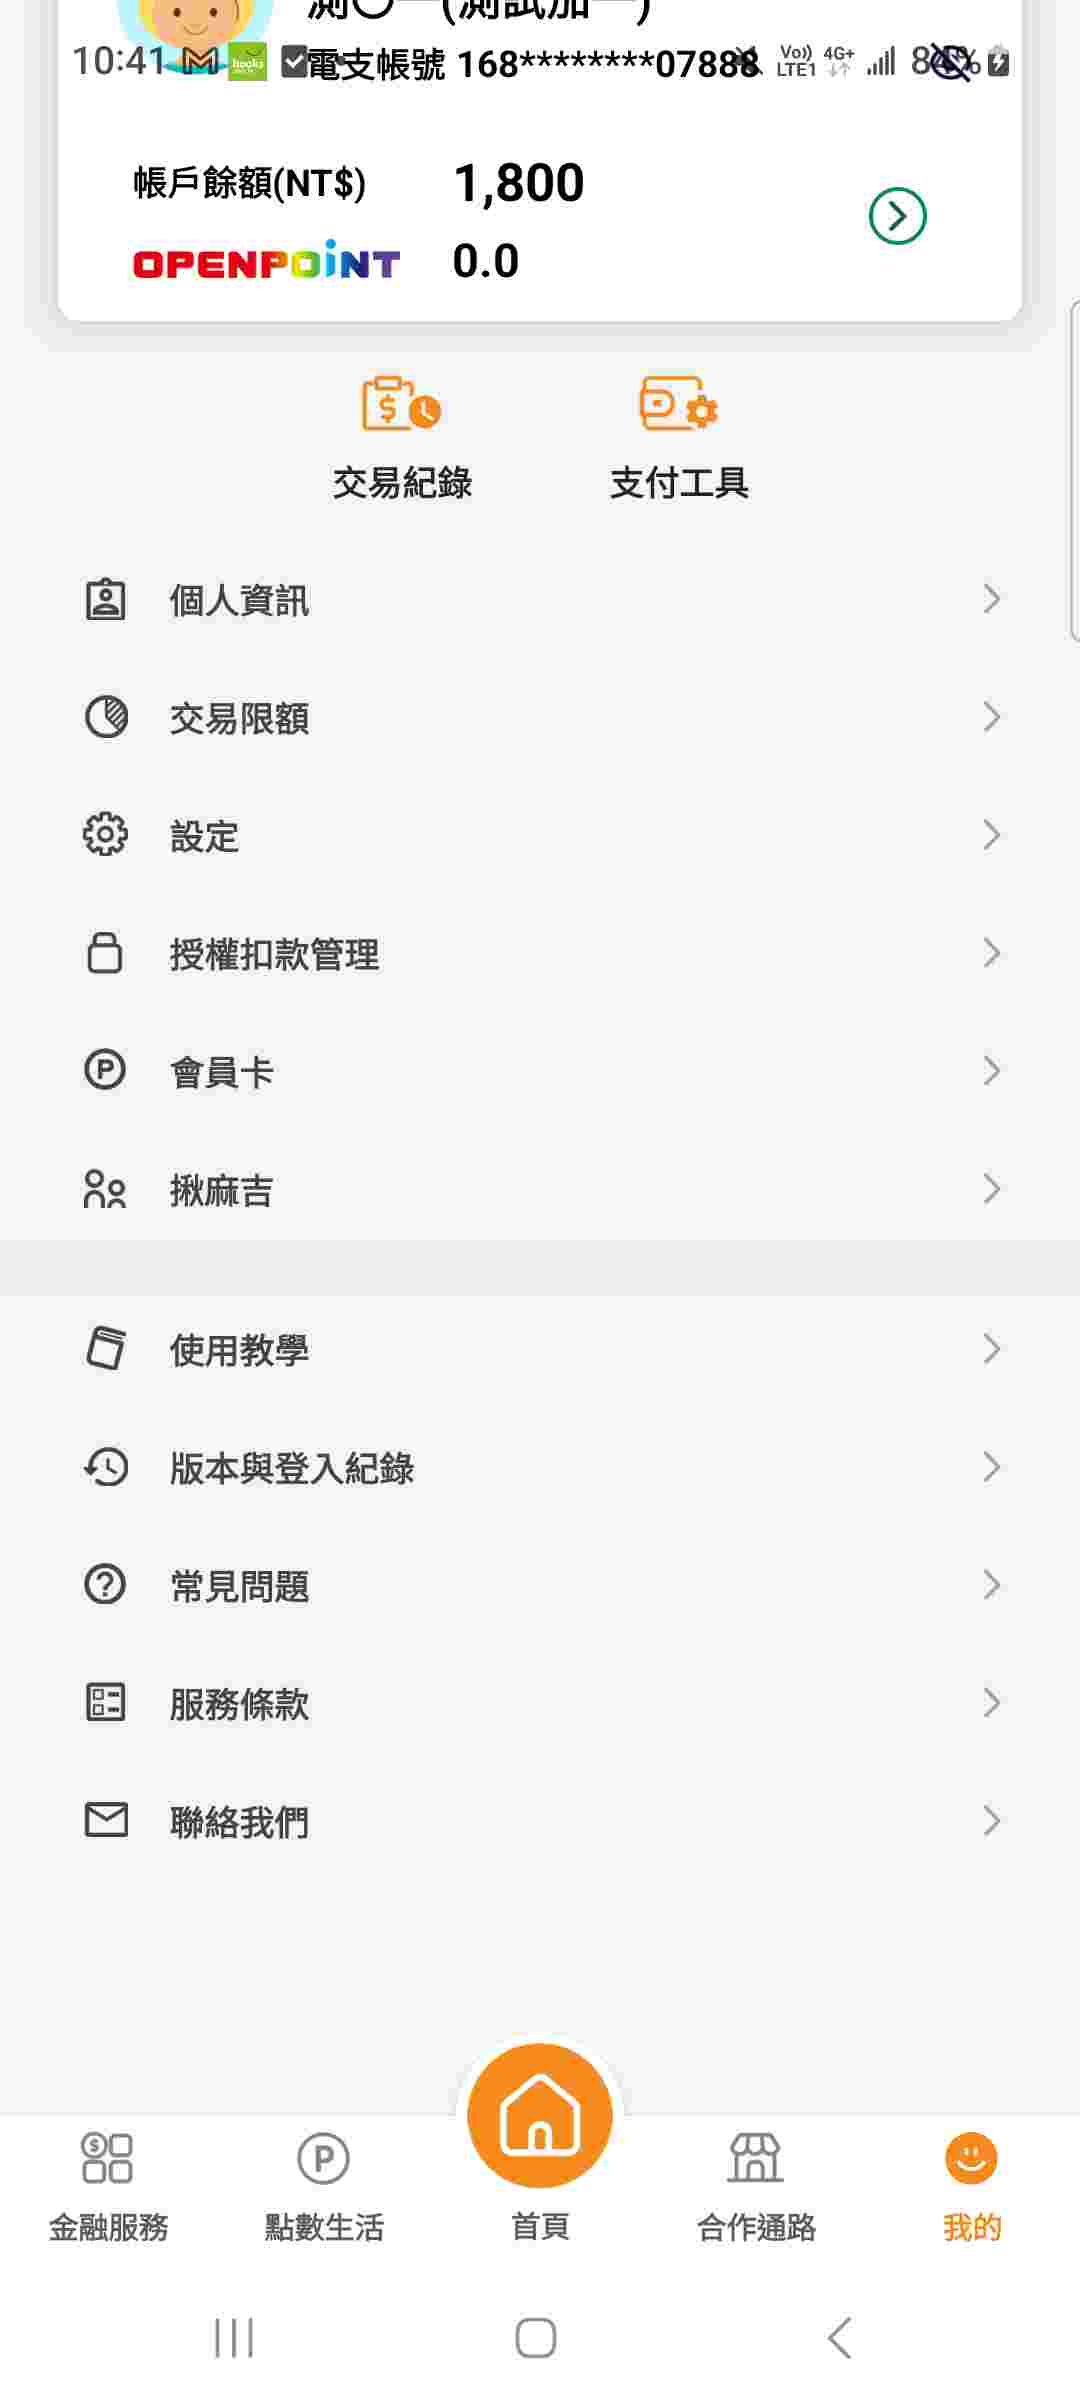 測〇一(測試加一)
10:41
books
電支帳號 168********07888
Vo)) LTE1 4G+
帳戶餘額(NT$) 1,800
OPENPOINT 0.0
交易紀錄 支付工具
個人資訊
交易限額
設定
授權扣款管理
會員卡
揪麻吉
使用教學
版本與登入紀錄
常見問題
服務條款
聯絡我們
金融服務 點數生活 首頁 合作通路 我的